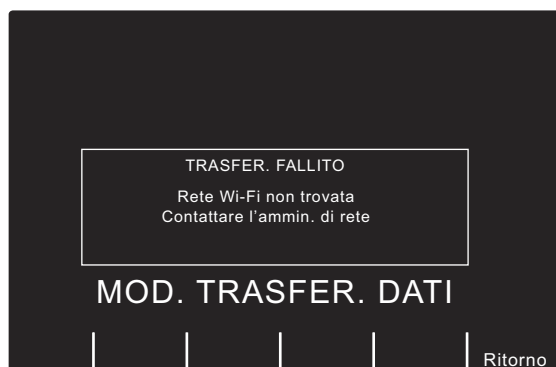 TRASFER. FALLITO
Rete Wi-Fi non trovata
Contattare l'ammin. di rete
MOD. TRASFER. DATI
Ritorno